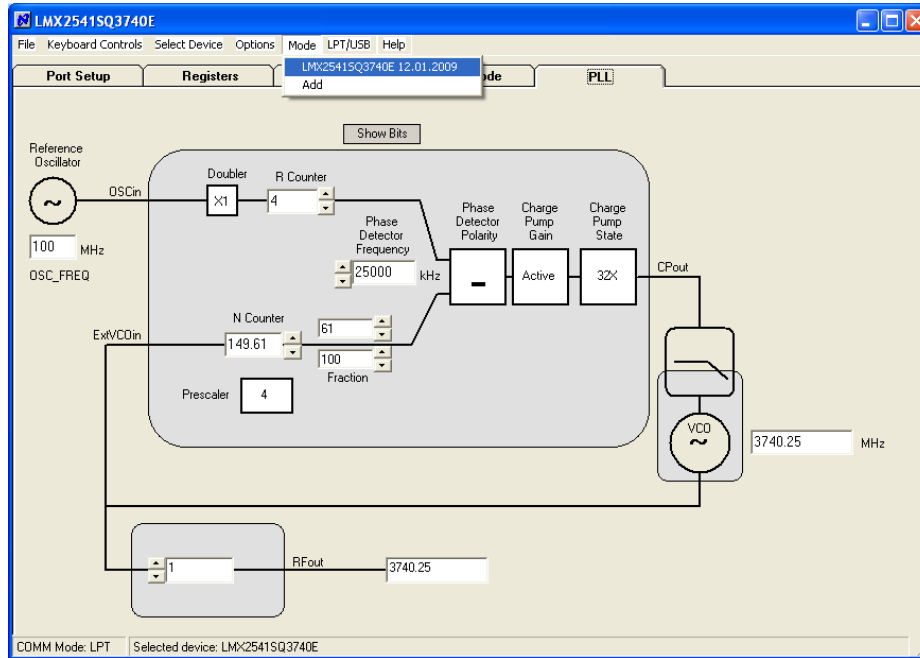 LMX2541SQ3740E
File Keyboard Controls Select Device Options Mode LPT/USB Help
LMX2541SQ3740E 12.01.2009
Add
Port Setup Registers ode PLL
Show Bits
Reference
Oscillator
OSCin
100 MHz
OSC_FREQ
Doubler
X1
R Counter
4
Phase
Detector
Frequency
25000 kHz
Phase
Detector
Polarity
-
Charge
Pump
Gain
Active
Charge
Pump
State
32X
CPout
ExtVCOin
N Counter
149.61
61
100
Fraction
Prescaler 4
VCO
~
3740.25 MHz
1
RFout
3740.25
COMM Mode: LPT Selected device: LMX2541SQ3740E